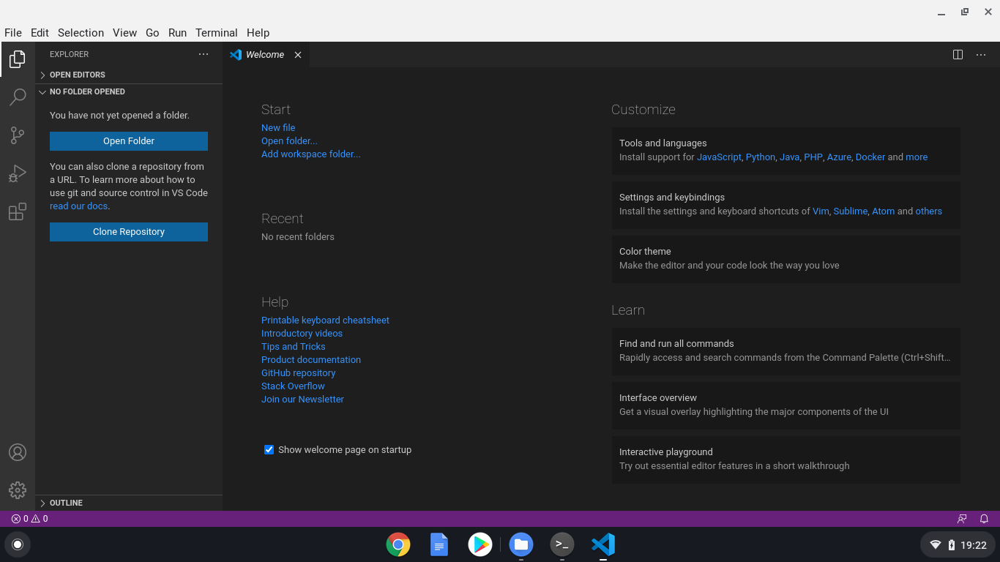 File Edit Selection View Go Run Terminal Help
EXPLORER
OPEN EDITORS
NO FOLDER OPENED
You have not yet opened a folder.
Open Folder
You can also clone a repository from
a URL. To learn more about how to
use git and source control in VS Code
read our docs.
Clone Repository
OUTLINE
Welcome
Start
New file
Open folder...
Add workspace folder...
Recent
No recent folders
Help
Printable keyboard cheatsheet
Introductory videos
Tips and Tricks
Product documentation
GitHub repository
Stack Overflow
Join our Newsletter
Show welcome page on startup
Customize
Tools and languages
Install support for JavaScript, Python, Java, PHP, Azure, Docker and more
Settings and keybindings
Install the settings and keyboard shortcuts of Vim, Sublime, Atom and others
Color theme
Make the editor and your code look the way you love
Learn
Find and run all commands
Rapidly access and search commands from the Command Palette (Ctrl+Shift...
Interface overview
Get a visual overlay highlighting the major components of the UI
Interactive playground
Try out essential editor features in a short walkthrough
0 0
>_
19:22